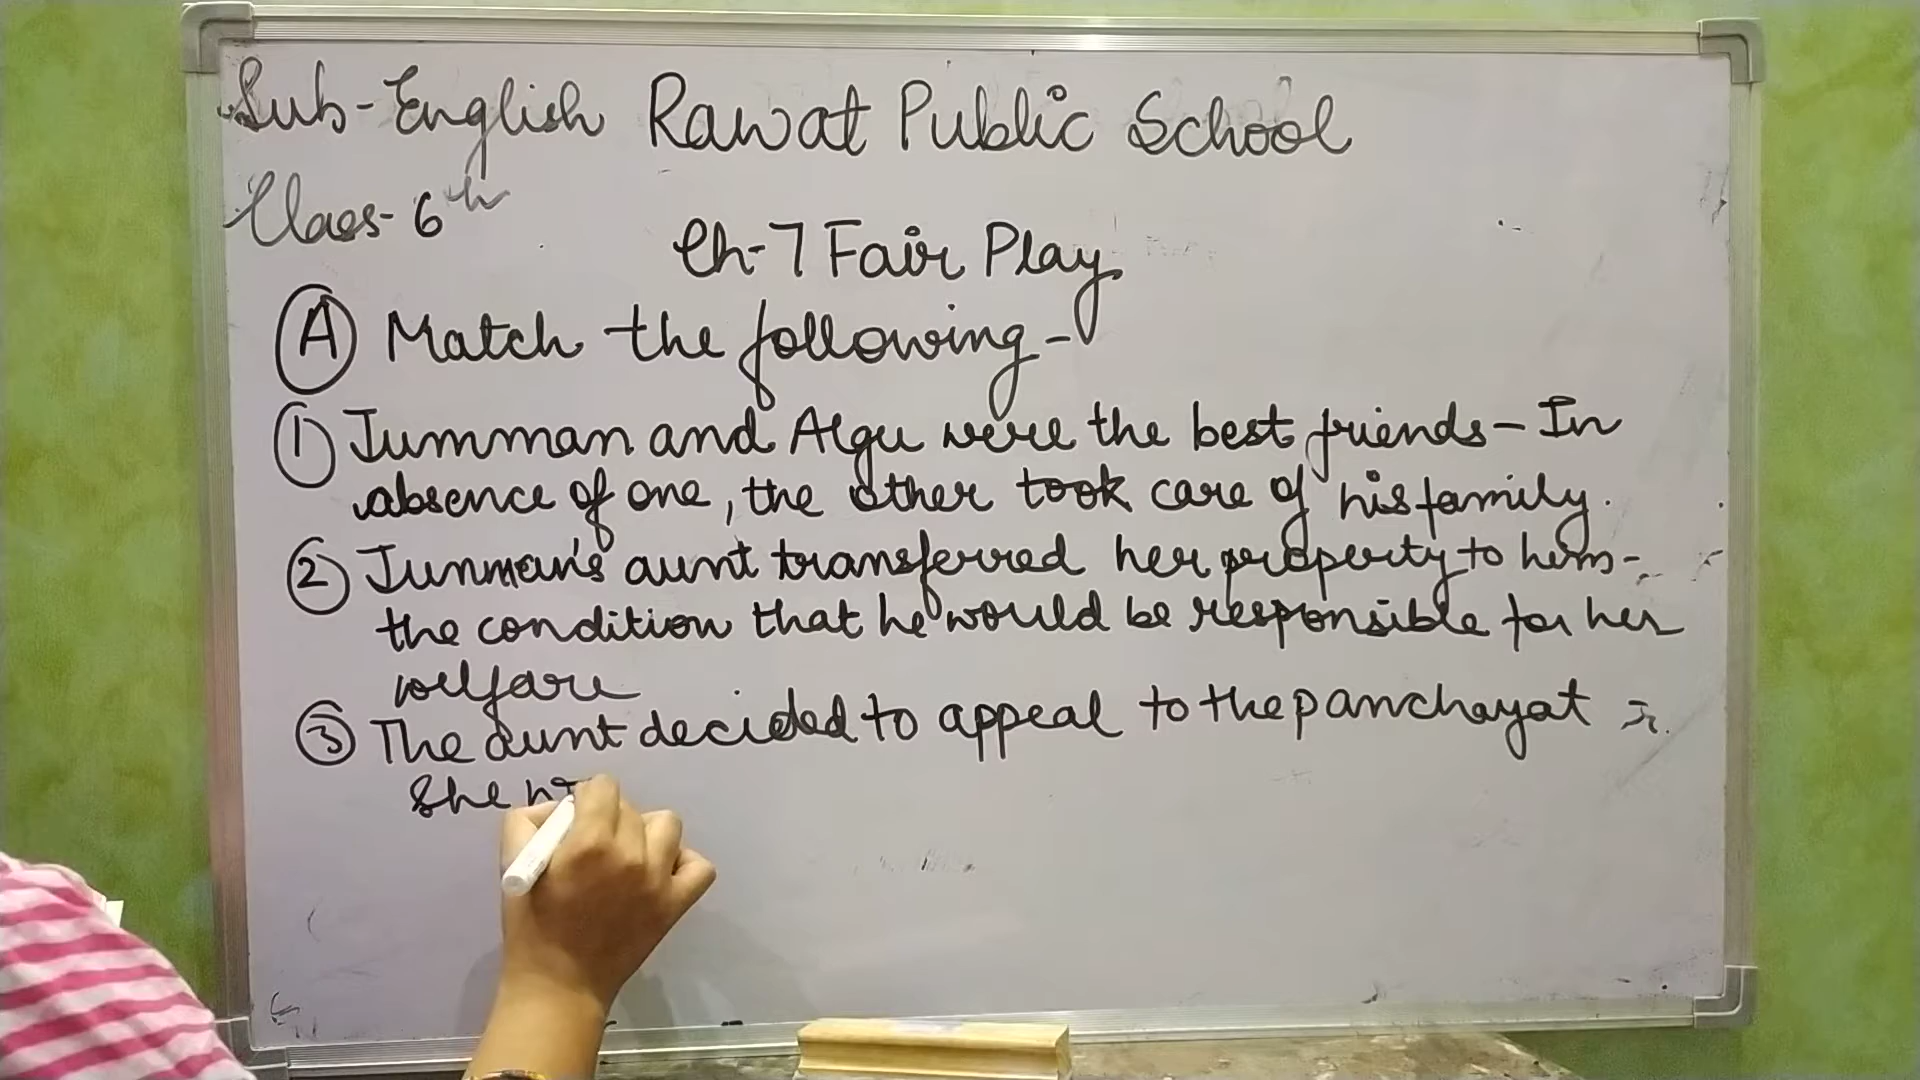 Sub-English Rawat Public School
Class-6th
Ch-7 Fair Play
A Match the following-
1 Jumman and Algu were the best friends - In
absence of one, the other took care of his family.
2 Junman's aunt transferred her property to him-
the condition that he would be responsible for her
welfare
3 The aunt decided to appeal to the panchayat
She